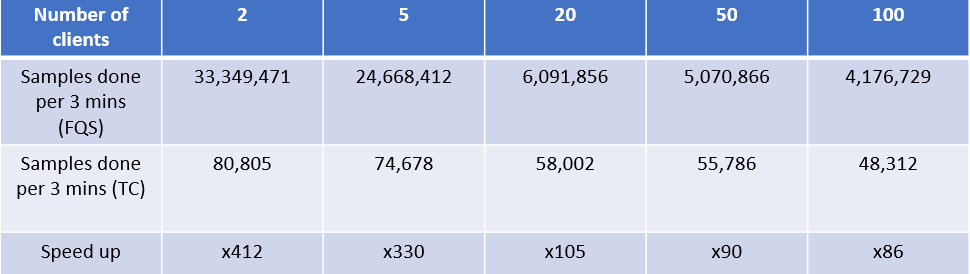 Number of clients 2 5 20 50 100
Samples done per 3 mins (FQS) 33,349,471 24,668,412 6,091,856 5,070,866 4,176,729
Samples done per 3 mins (TC) 80,805 74,678 58,002 55,786 48,312
Speed up x412 x330 x105 x90 x86